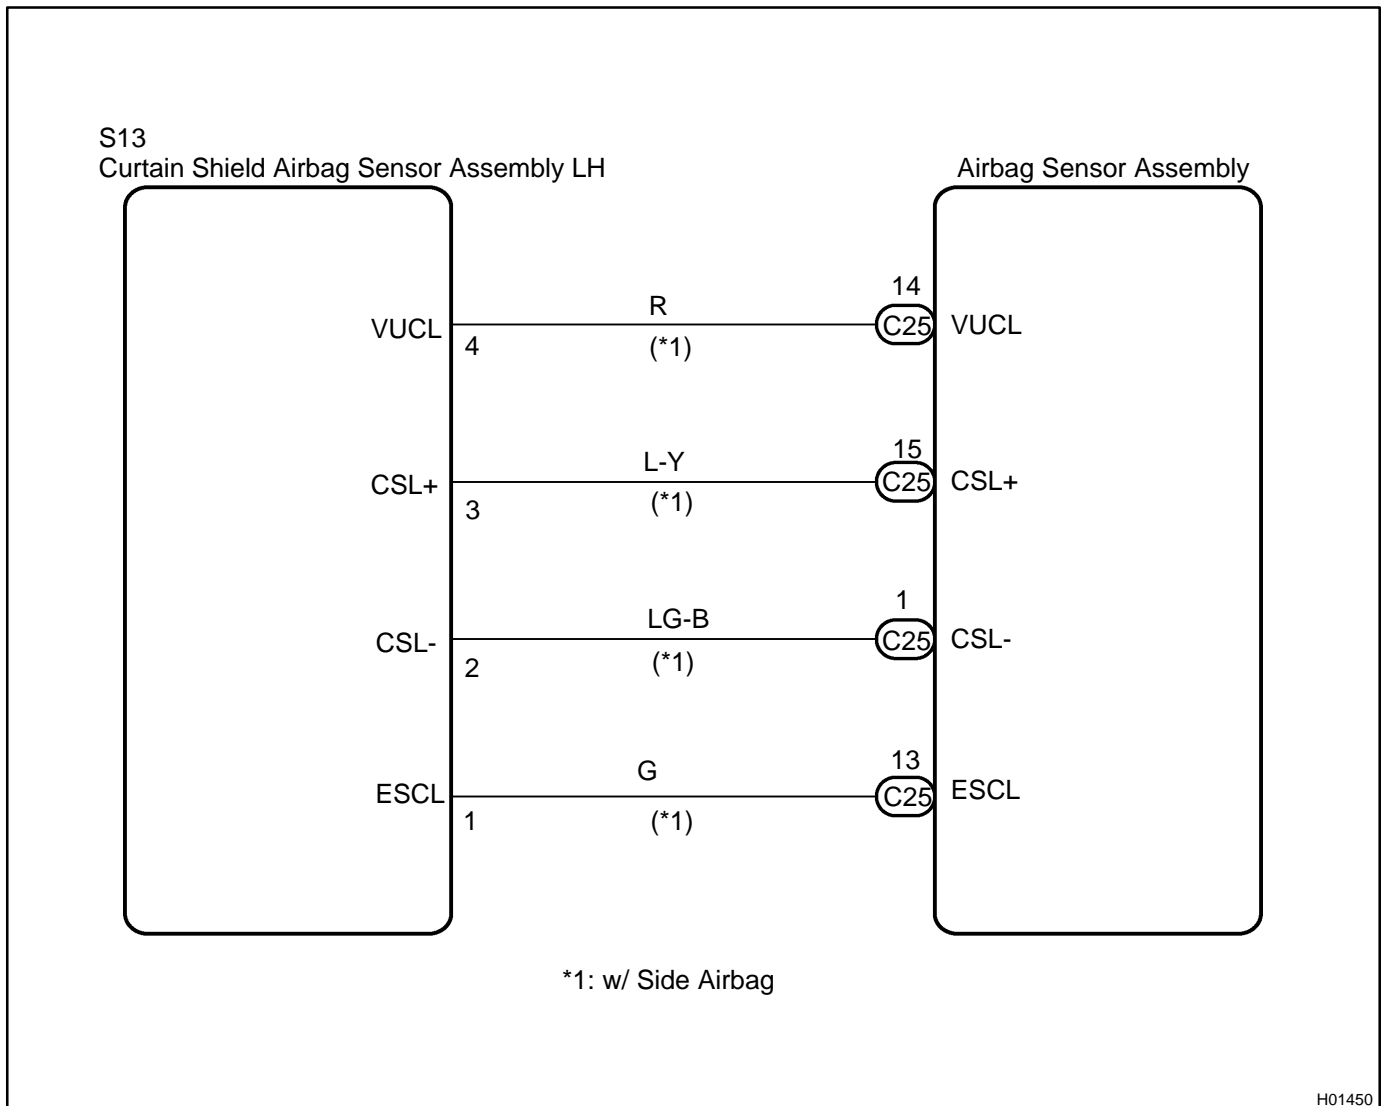 S13
Curtain Shield Airbag Sensor Assembly LH
Airbag Sensor Assembly
14
R
VUCL
C25
VUCL
4
(*1)
15
L-Y
CSL+
C25
CSL+
3
(*1)
1
LG-B
CSL-
C25
CSL-
2
(*1)
13
G
ESCL
C25
ESCL
1
(*1)
*1: w/ Side Airbag
H01450